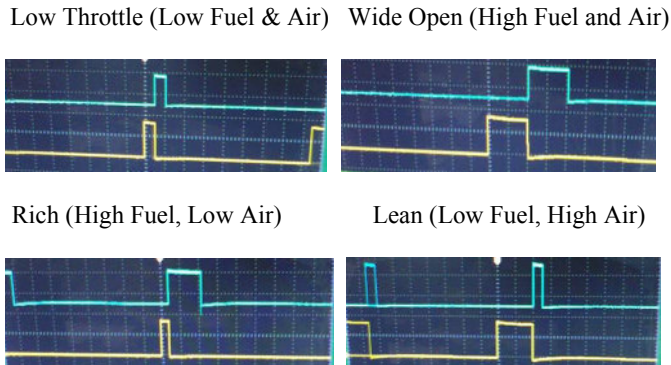 Low Throttle (Low Fuel & Air)
Wide Open (High Fuel and Air)
Rich (High Fuel, Low Air)
Lean (Low Fuel, High Air)